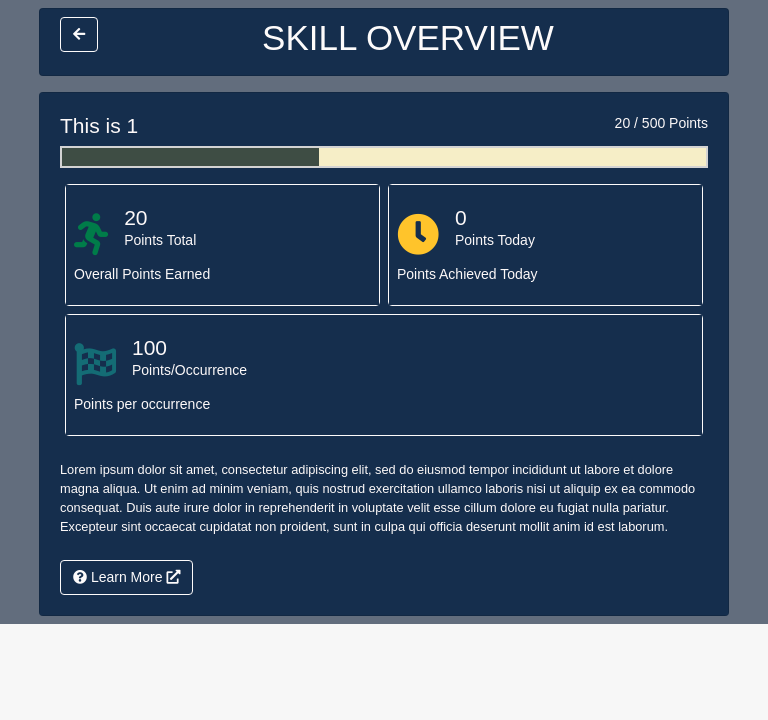 SKILL OVERVIEW
This is 1
20 / 500 Points
20
Points Total
Overall Points Earned
0
Points Today
Points Achieved Today
100
Points/Occurrence
Points per occurrence
Lorem ipsum dolor sit amet, consectetur adipiscing elit, sed do eiusmod tempor incididunt ut labore et dolore
magna aliqua. Ut enim ad minim veniam, quis nostrud exercitation ullamco laboris nisi ut aliquip ex ea commodo
consequat. Duis aute irure dolor in reprehenderit in voluptate velit esse cillum dolore eu fugiat nulla pariatur.
Excepteur sint occaecat cupidatat non proident, sunt in culpa qui officia deserunt mollit anim id est laborum.
Learn More